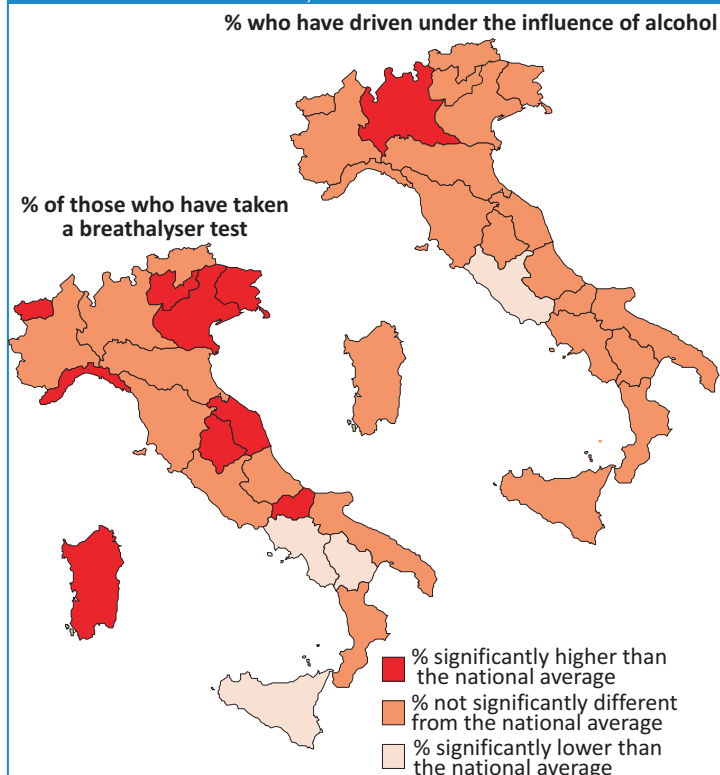 % who have driven under the influence of alcohol
% of those who have taken
a breathalyser test
% significantly higher than
the national average
% not significantly different
from the national average
% significantly lower than
the national average